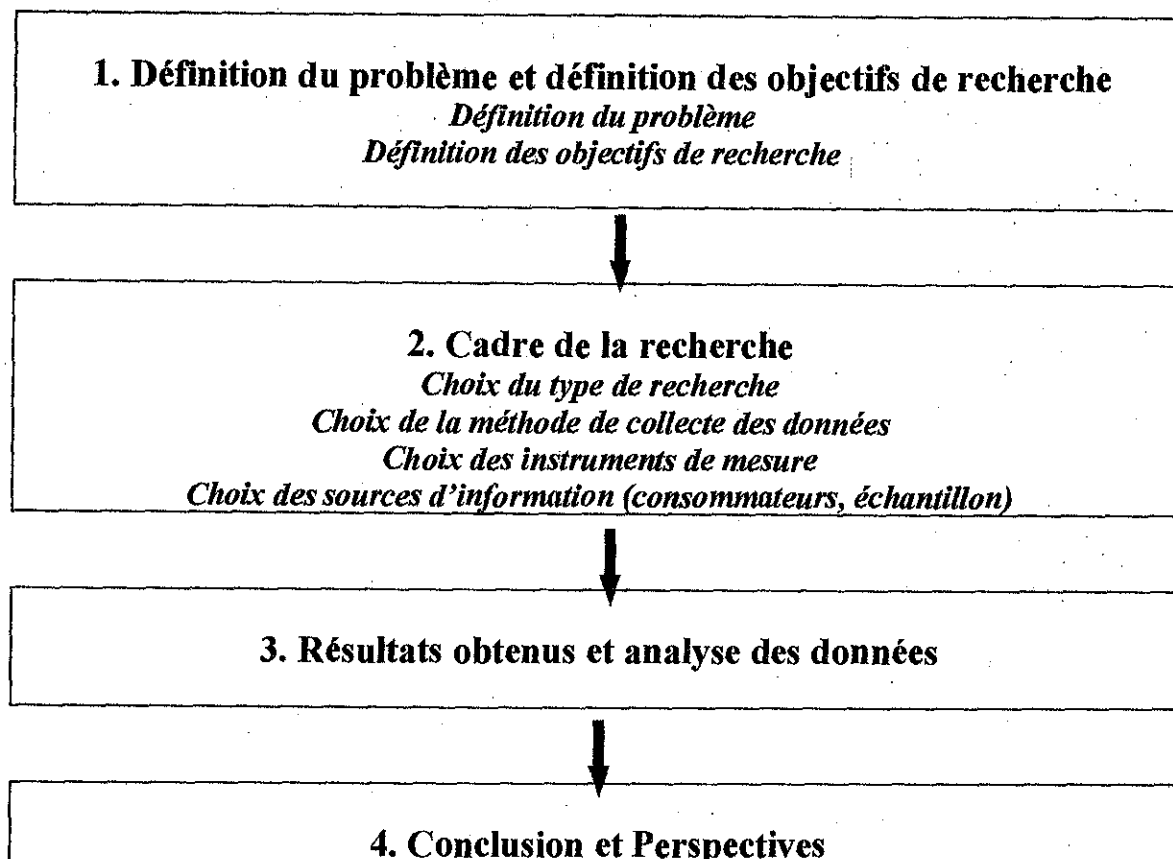 1. Définition du problème et définition des objectifs de recherche
Définition du problème
Définition des objectifs de recherche
2. Cadre de la recherche
Choix du type de recherche
Choix de la méthode de collecte des données
Choix des instruments de mesure
Choix des sources d'information (consommateurs, échantillon)
3. Résultats obtenus et analyse des données
4. Conclusion et Perspectives